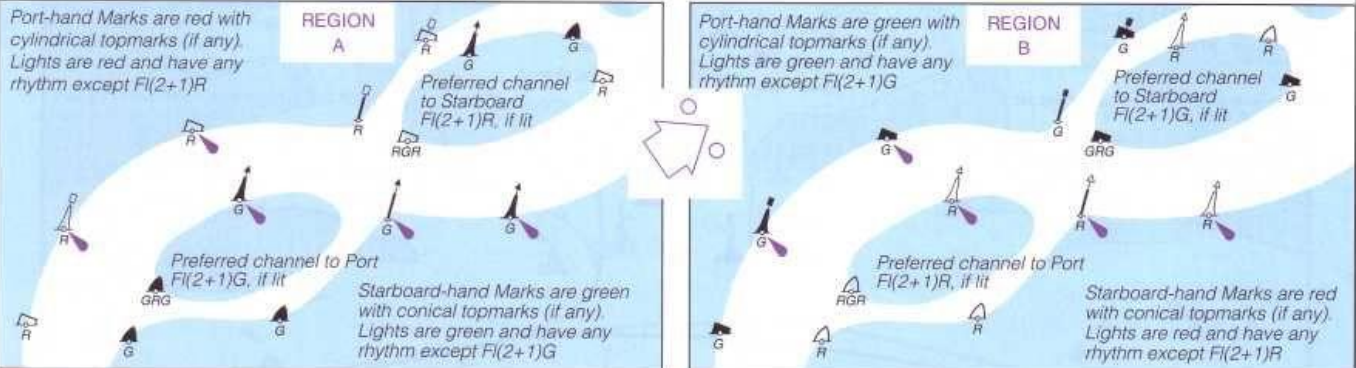 Port-hand Marks are red with
cylindrical topmarks (if any).
Lights are red and have any
rhythm except Fl(2+1)R
REGION
A
R
G
G
Preferred channel
to Starboard
Fl(2+1)R, if lit
R
R
R
RGR
G
G
G
R
Preferred channel to Port
Fl(2+1)G, if lit
GRG
Starboard-hand Marks are green
with conical topmarks (if any).
Lights are green and have any
rhythm except Fl(2+1)G
G
R
G
Port-hand Marks are green with
cylindrical topmarks (if any).
Lights are green and have any
rhythm except Fl(2+1)G
REGION
B
G
R
R
Preferred channel
to Starboard
Fl(2+1)G, if lit
G
G
G
GRG
R
R
R
G
Preferred channel to Port
Fl(2+1)R, if lit
RGR
Starboard-hand Marks are red
with conical topmarks (if any).
Lights are red and have any
rhythm except Fl(2+1)R
R
G
R